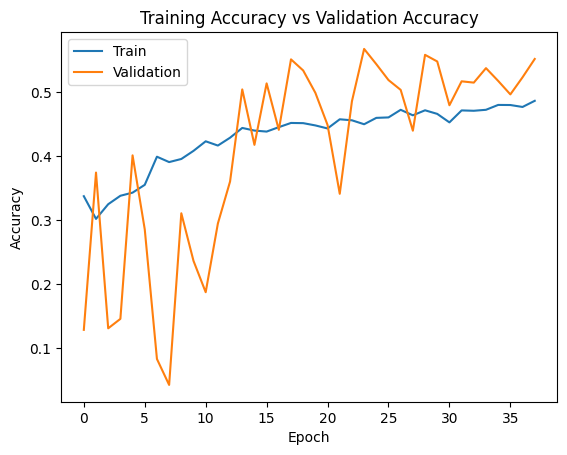 Training Accuracy vs Validation Accuracy
Train
Validation
0.5
0.4
0.3
0.2
0.1
Accuracy
0 5 10 15 20 25 30 35
Epoch